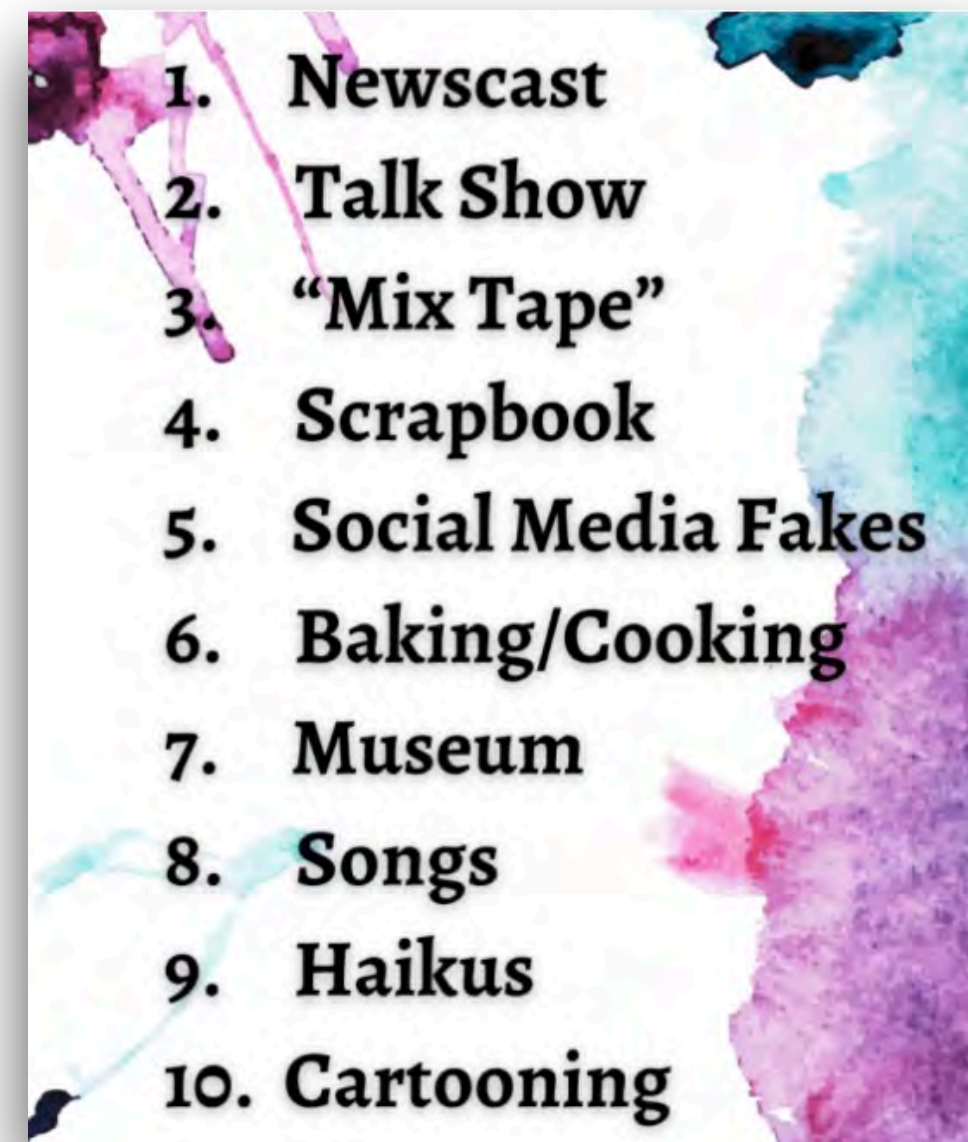 1. Newscast
2. Talk Show
3. “Mix Tape”
4. Scrapbook
5. Social Media Fakes
6. Baking/Cooking
7. Museum
8. Songs
9. Haikus
10. Cartooning